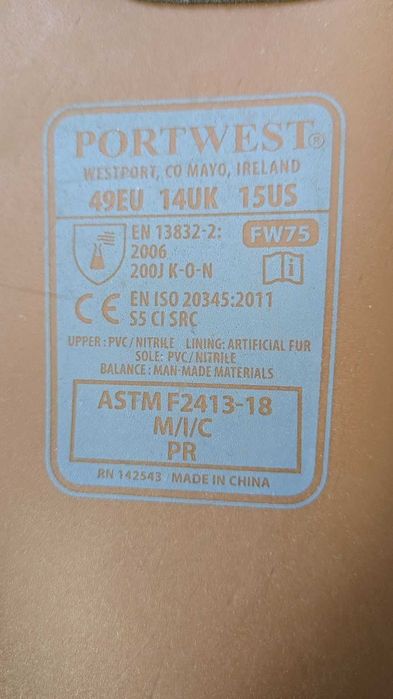 PORTWEST®
WESTPORT, CO MAYO, IRELAND
49EU 14UK 15US
EN 13832-2: FW75
2006
200J K-O-N
i
CE EN ISO 20345:2011
S5 CI SRC
UPPER : PVC/NITRILE LINING: ARTIFICIAL FUR
SOLE: PVC/NITRILE
BALANCE : MAN-MADE MATERIALS
ASTM F2413-18
M/I/C
PR
RN 142543 MADE IN CHINA